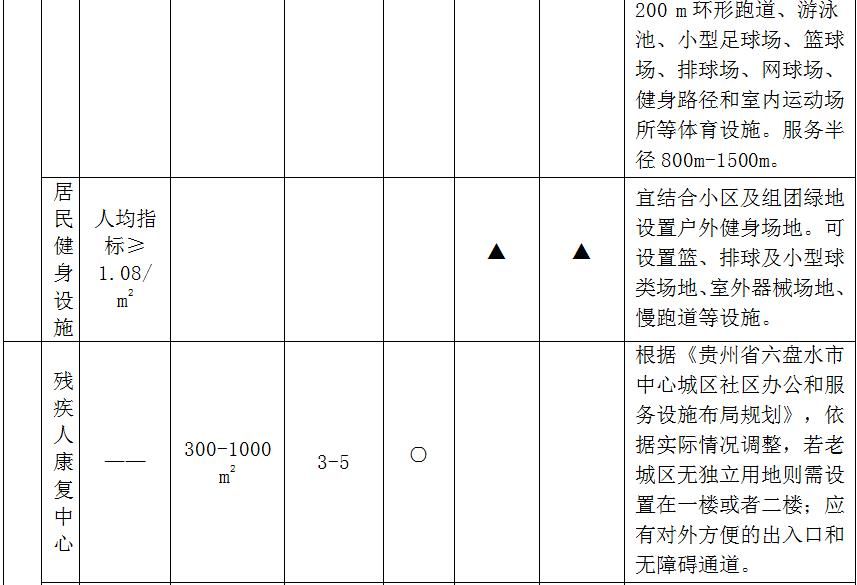 200 m 环形跑道、游泳
池、小型足球场、篮球
场、排球场、网球场、
健身路径和室内运动场
所等体育设施。服务半
径 800m-1500m。
居
民
健
身
设
施
人均指
标≥
1.08/
m²
▲
▲
宜结合小区及组团绿地
设置户外健身场地。可
设置篮、排球及小型球
类场地、室外器械场地、
慢跑道等设施。
残
疾
人
康
复
中
心
——
300-1000
m²
3-5
○
根据《贵州省六盘水市
中心城区社区办公和服
务设施布局规划》，依
据实际情况调整，若老
城区无独立用地则需设
置在一楼或者二楼；应
有对外方便的出入口和
无障碍通道。